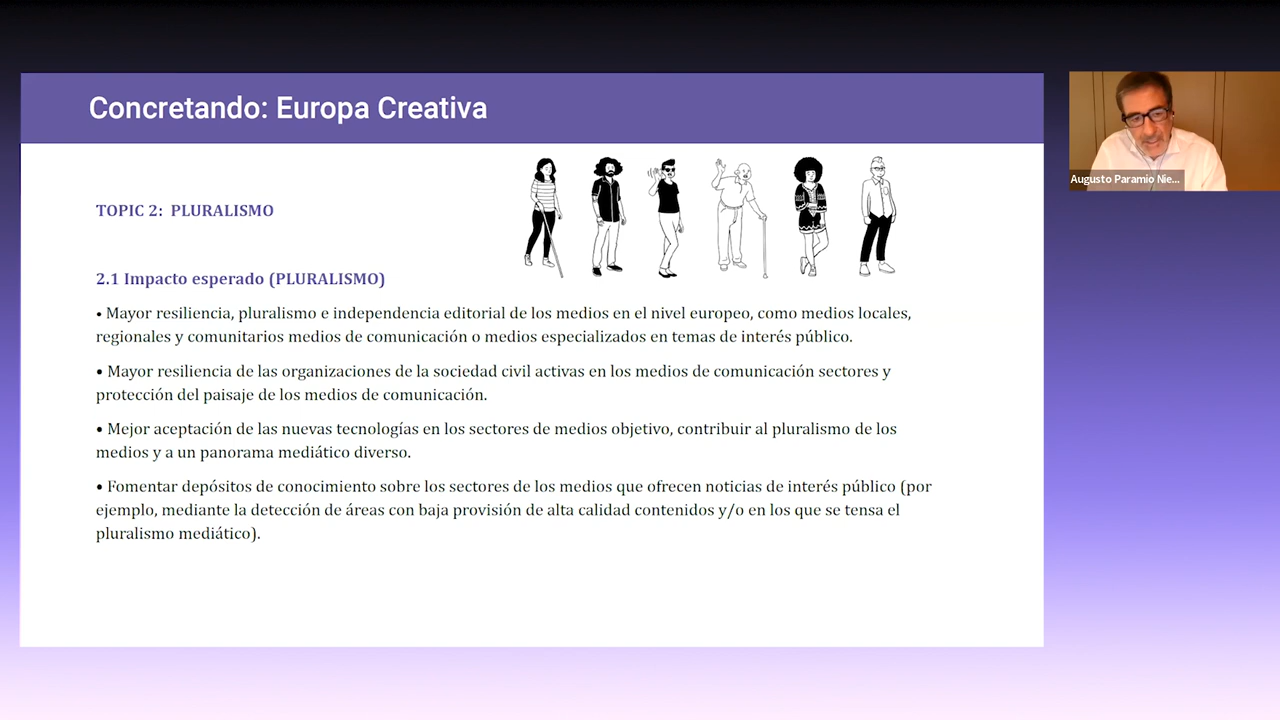 Concretando: Europa Creativa
Augusto Paramio Nie...
TOPIC 2: PLURALISMO
2.1 Impacto esperado (PLURALISMO)
• Mayor resiliencia, pluralismo e independencia editorial de los medios en el nivel europeo, como medios locales,
regionales y comunitarios medios de comunicación o medios especializados en temas de interés público.
• Mayor resiliencia de las organizaciones de la sociedad civil activas en los medios de comunicación sectores y
protección del paisaje de los medios de comunicación.
• Mejor aceptación de las nuevas tecnologías en los sectores de medios objetivo, contribuir al pluralismo de los
medios y a un panorama mediático diverso.
• Fomentar depósitos de conocimiento sobre los sectores de los medios que ofrecen noticias de interés público (por
ejemplo, mediante la detección de áreas con baja provisión de alta calidad contenidos y/o en los que se tensa el
pluralismo mediático).